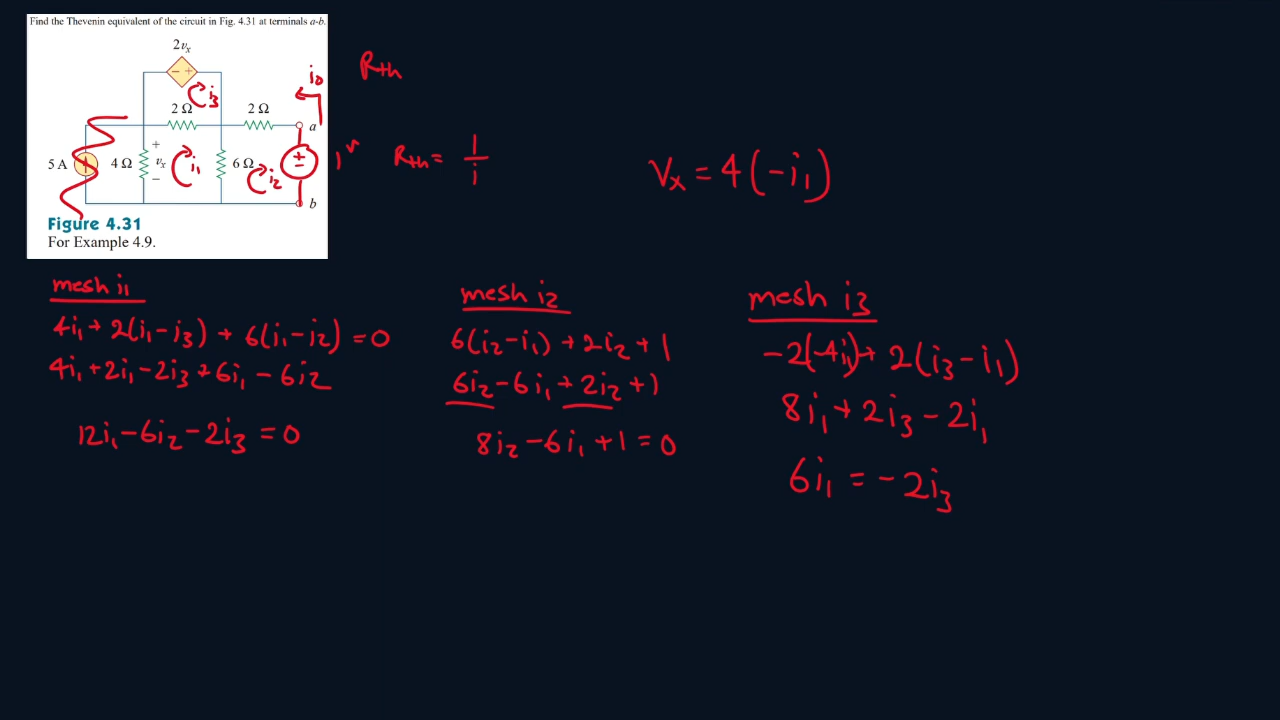 Find the Thevenin equivalent of the circuit in Fig. 4.31 at terminals a-b.
2vₓ
− +
i₃
i₀
2 Ω
2 Ω
a
5 A
4 Ω
+
vₓ
−
i₁
6 Ω
i₂
+
−
1v
b
Figure 4.31
For Example 4.9.
Rth
Rth = 1/i
Vx = 4(-i₁)
mesh i₁
4i₁ + 2(i₁ - i₃) + 6(i₁ - i₂) = 0
4i₁ + 2i₁ - 2i₃ + 6i₁ - 6i₂
12i₁ - 6i₂ - 2i₃ = 0
mesh i₂
6(i₂ - i₁) + 2i₂ + 1
6i₂ - 6i₁ + 2i₂ + 1
8i₂ - 6i₁ + 1 = 0
mesh i₃
-2(-4i₁) + 2(i₃ - i₁)
8i₁ + 2i₃ - 2i₁
6i₁ = -2i₃